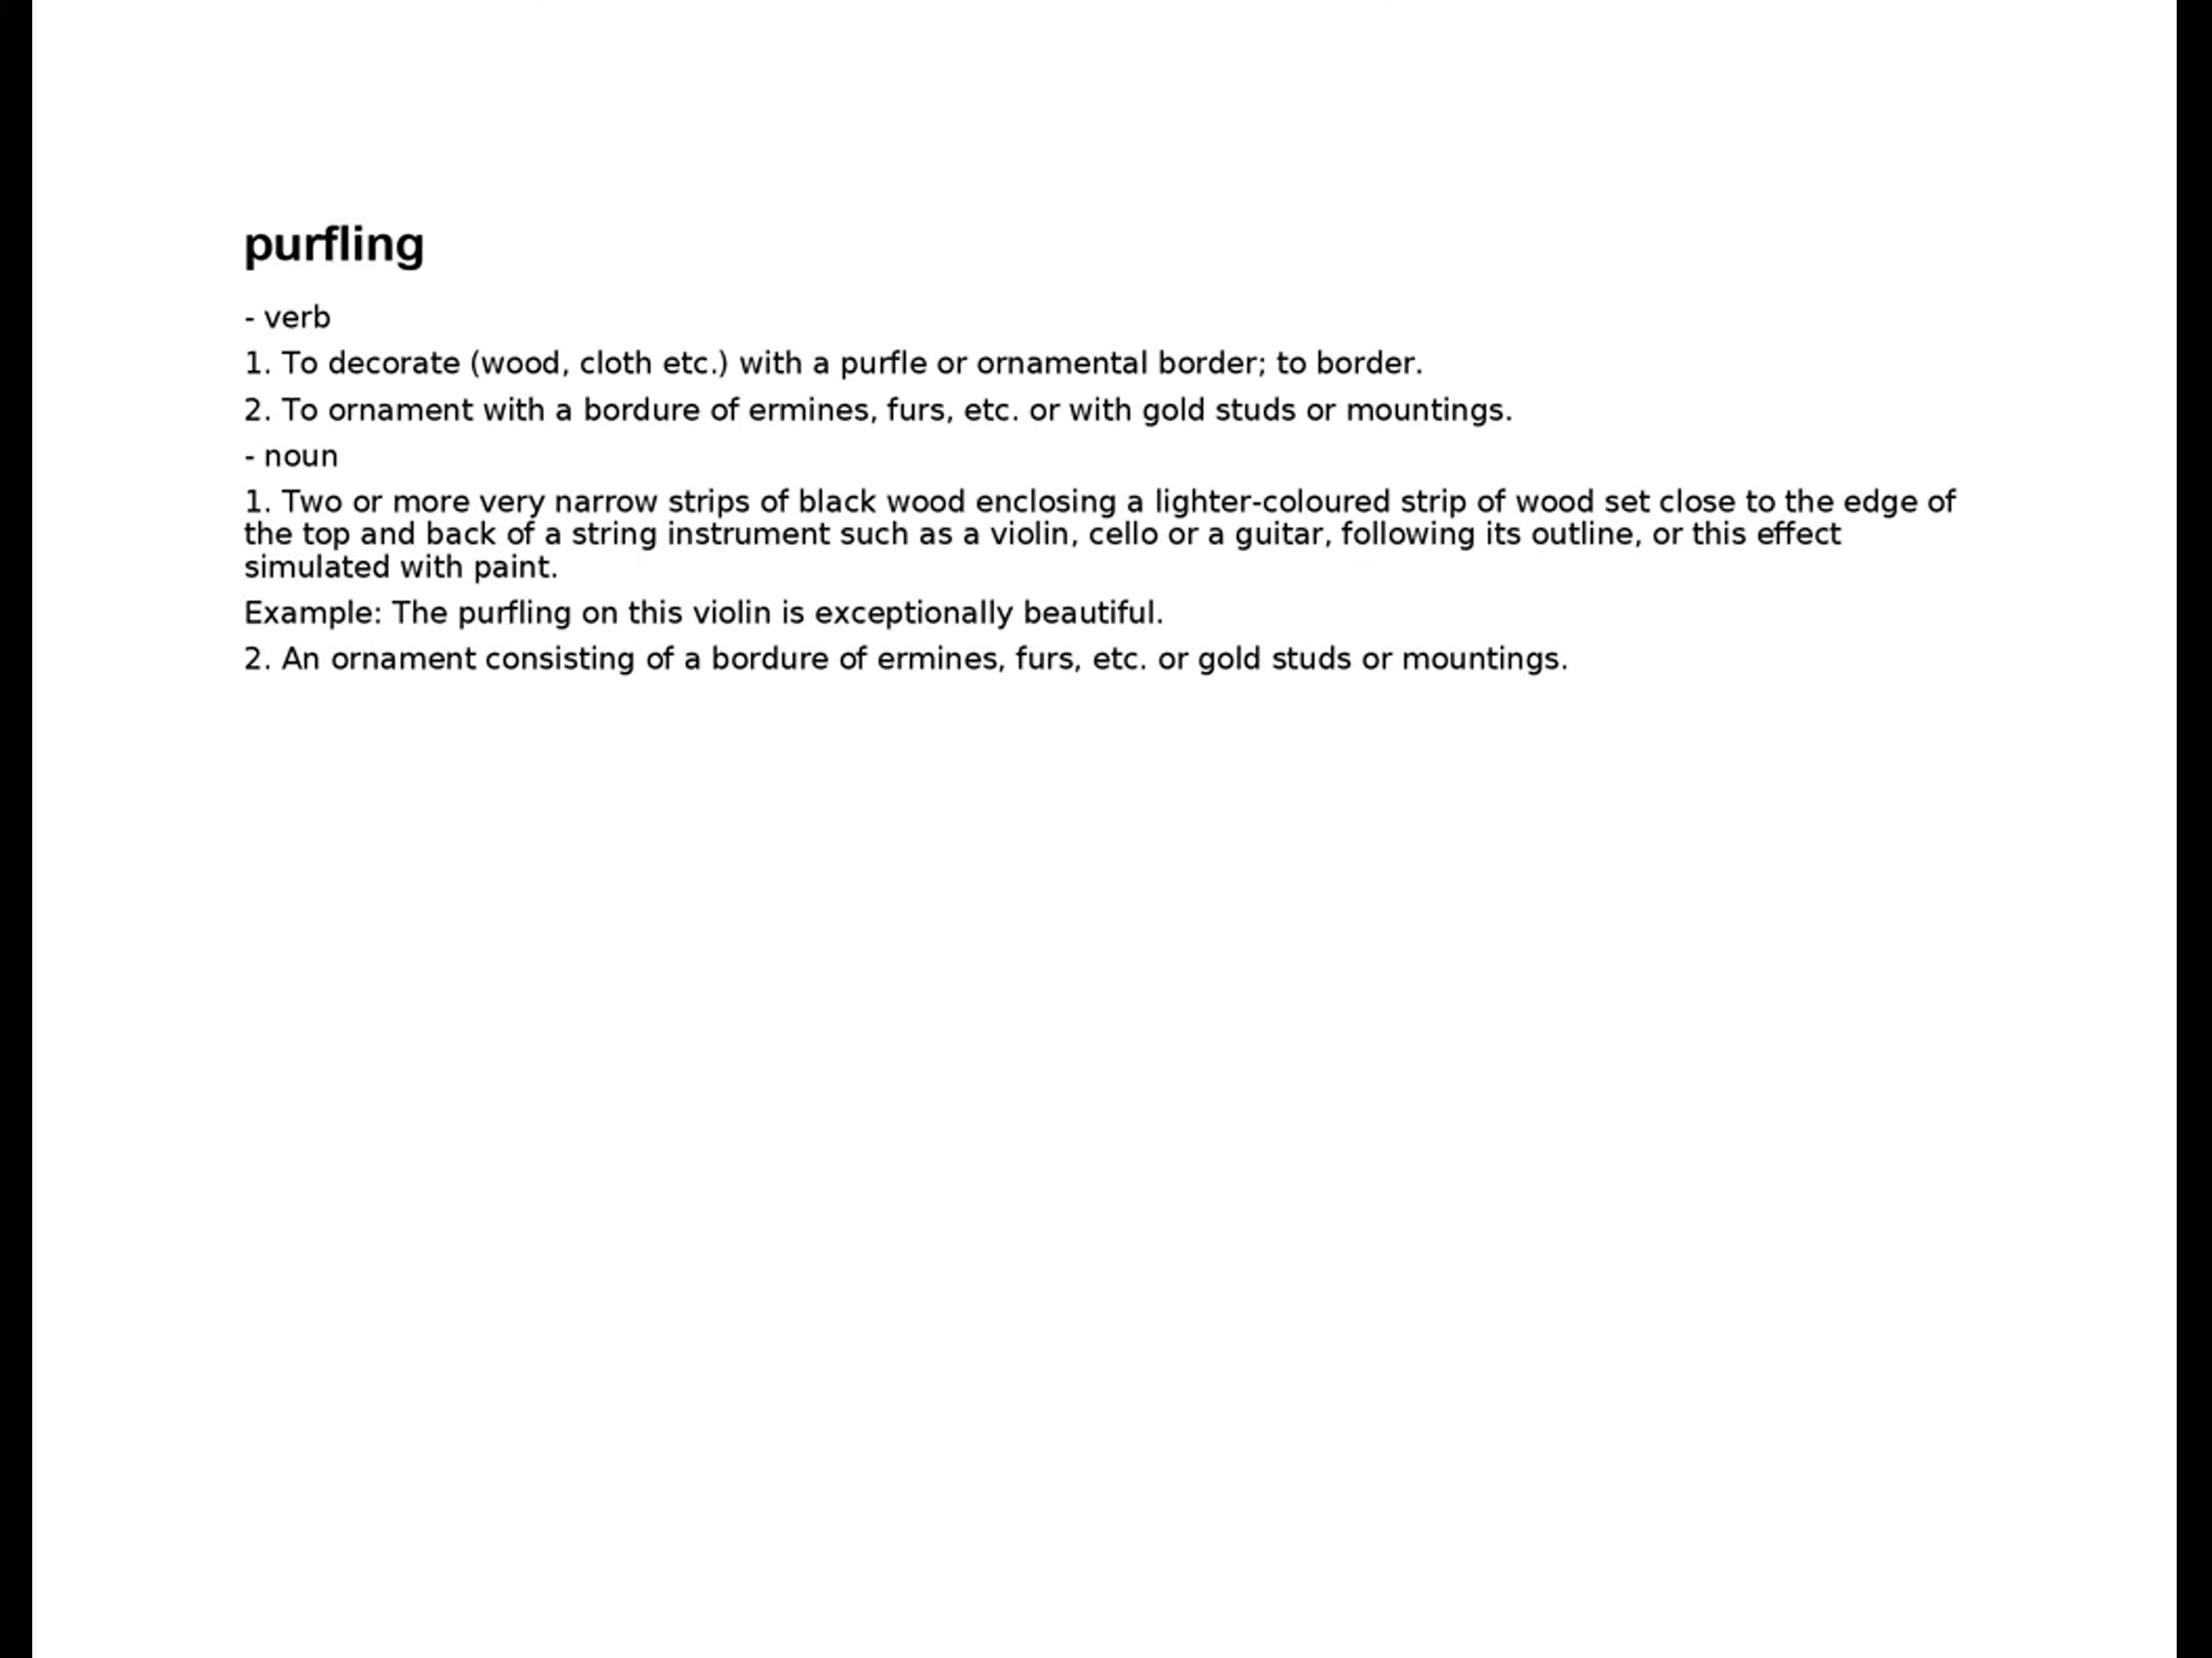 purfling
- verb
1. To decorate (wood, cloth etc.) with a purfle or ornamental border; to border.
2. To ornament with a bordure of ermines, furs, etc. or with gold studs or mountings.
- noun
1. Two or more very narrow strips of black wood enclosing a lighter-coloured strip of wood set close to the edge of
the top and back of a string instrument such as a violin, cello or a guitar, following its outline, or this effect
simulated with paint.
Example: The purfling on this violin is exceptionally beautiful.
2. An ornament consisting of a bordure of ermines, furs, etc. or gold studs or mountings.